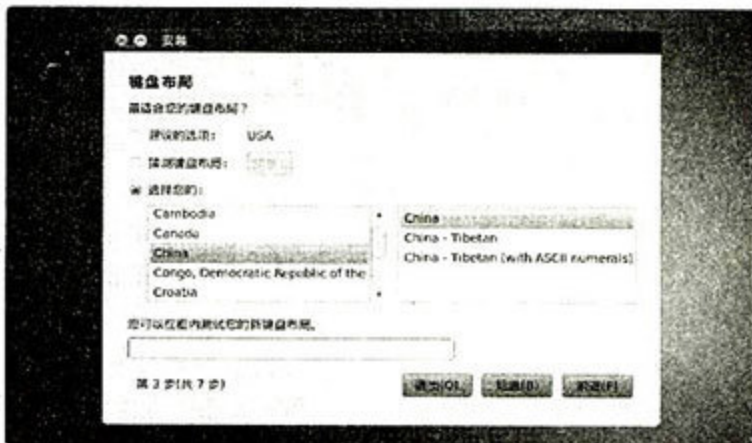 安装
键盘布局
最适合您的键盘布局？
建议的选项： USA
猜测键盘布局：
选择您的：
Cambodia
Canada
China
Congo, Democratic Republic of the
Croatia
China
China - Tibetan
China - Tibetan (with ASCII numerals)
您可以在框内测试您的新键盘布局。
第 3 步(共 7 步)
退出(Q)
后退(B)
前进(F)